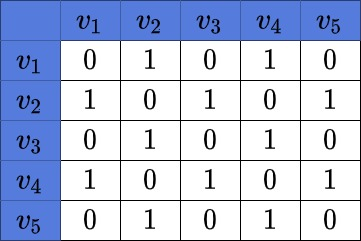 v₁ v₂ v₃ v₄ v₅
v₁ 0 1 0 1 0
v₂ 1 0 1 0 1
v₃ 0 1 0 1 0
v₄ 1 0 1 0 1
v₅ 0 1 0 1 0